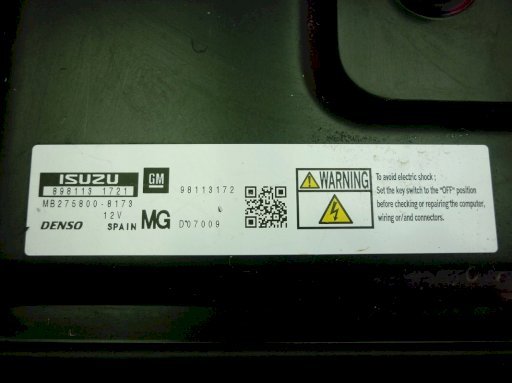 ISUZU
898113 1721
GM
98113172
MB275800-8173
12V
DENSO
SPAIN
MG
D'07009
WARNING
To avoid electric shock ;
Set the key switch to the "OFF" position
before checking or repairing the computer,
wiring or/and connectors.